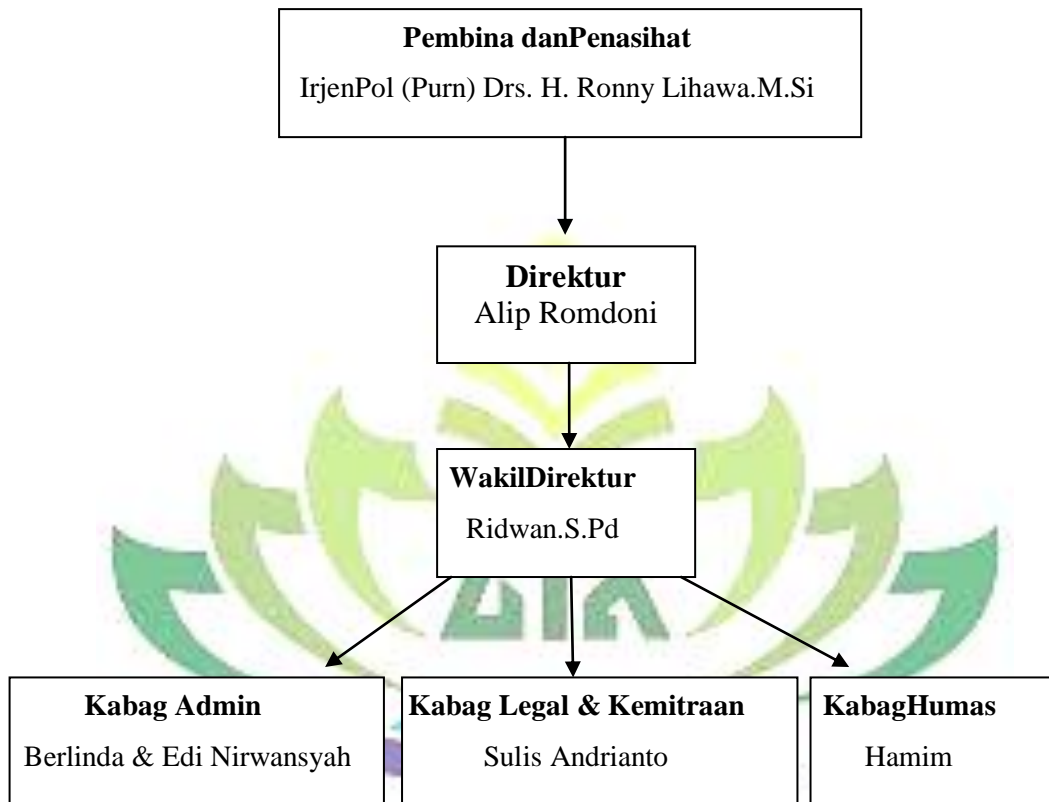 Pembina danPenasihat
IrjenPol (Purn) Drs. H. Ronny Lihawa.M.Si
Direktur
Alip Romdoni
WakilDirektur
Ridwan.S.Pd
Kabag Admin
Berlinda & Edi Nirwansyah
Kabag Legal & Kemitraan
Sulis Andrianto
KabagHumas
Hamim